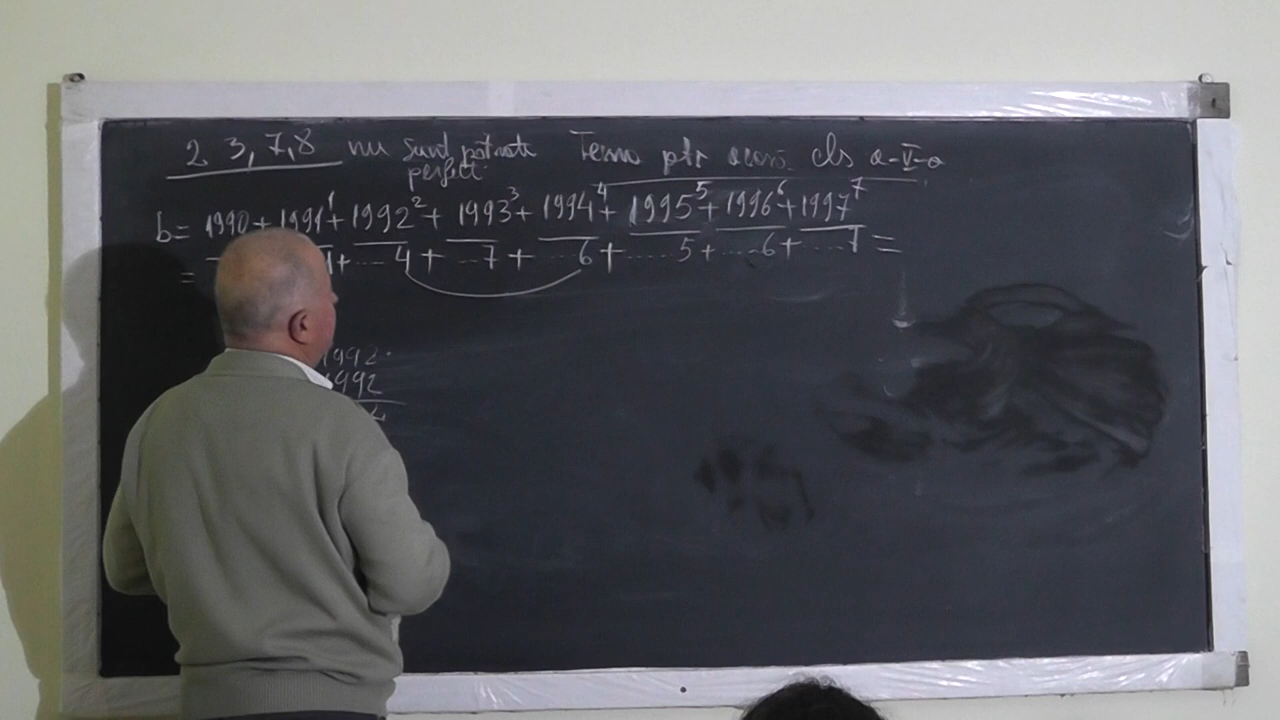 2 3, 7, 8 nu sunt pătrate perfect. Tema ptr acasă cls a-V-a
b = 1990 + 1991¹ + 1992² + 1993³ + 1994⁴ + 1995⁵ + 1996⁶ + 1997⁷
= 1 + ....4 + ...7 + ...6 + .....5 + .....6 + .....7 =
1992 ·
1992
4